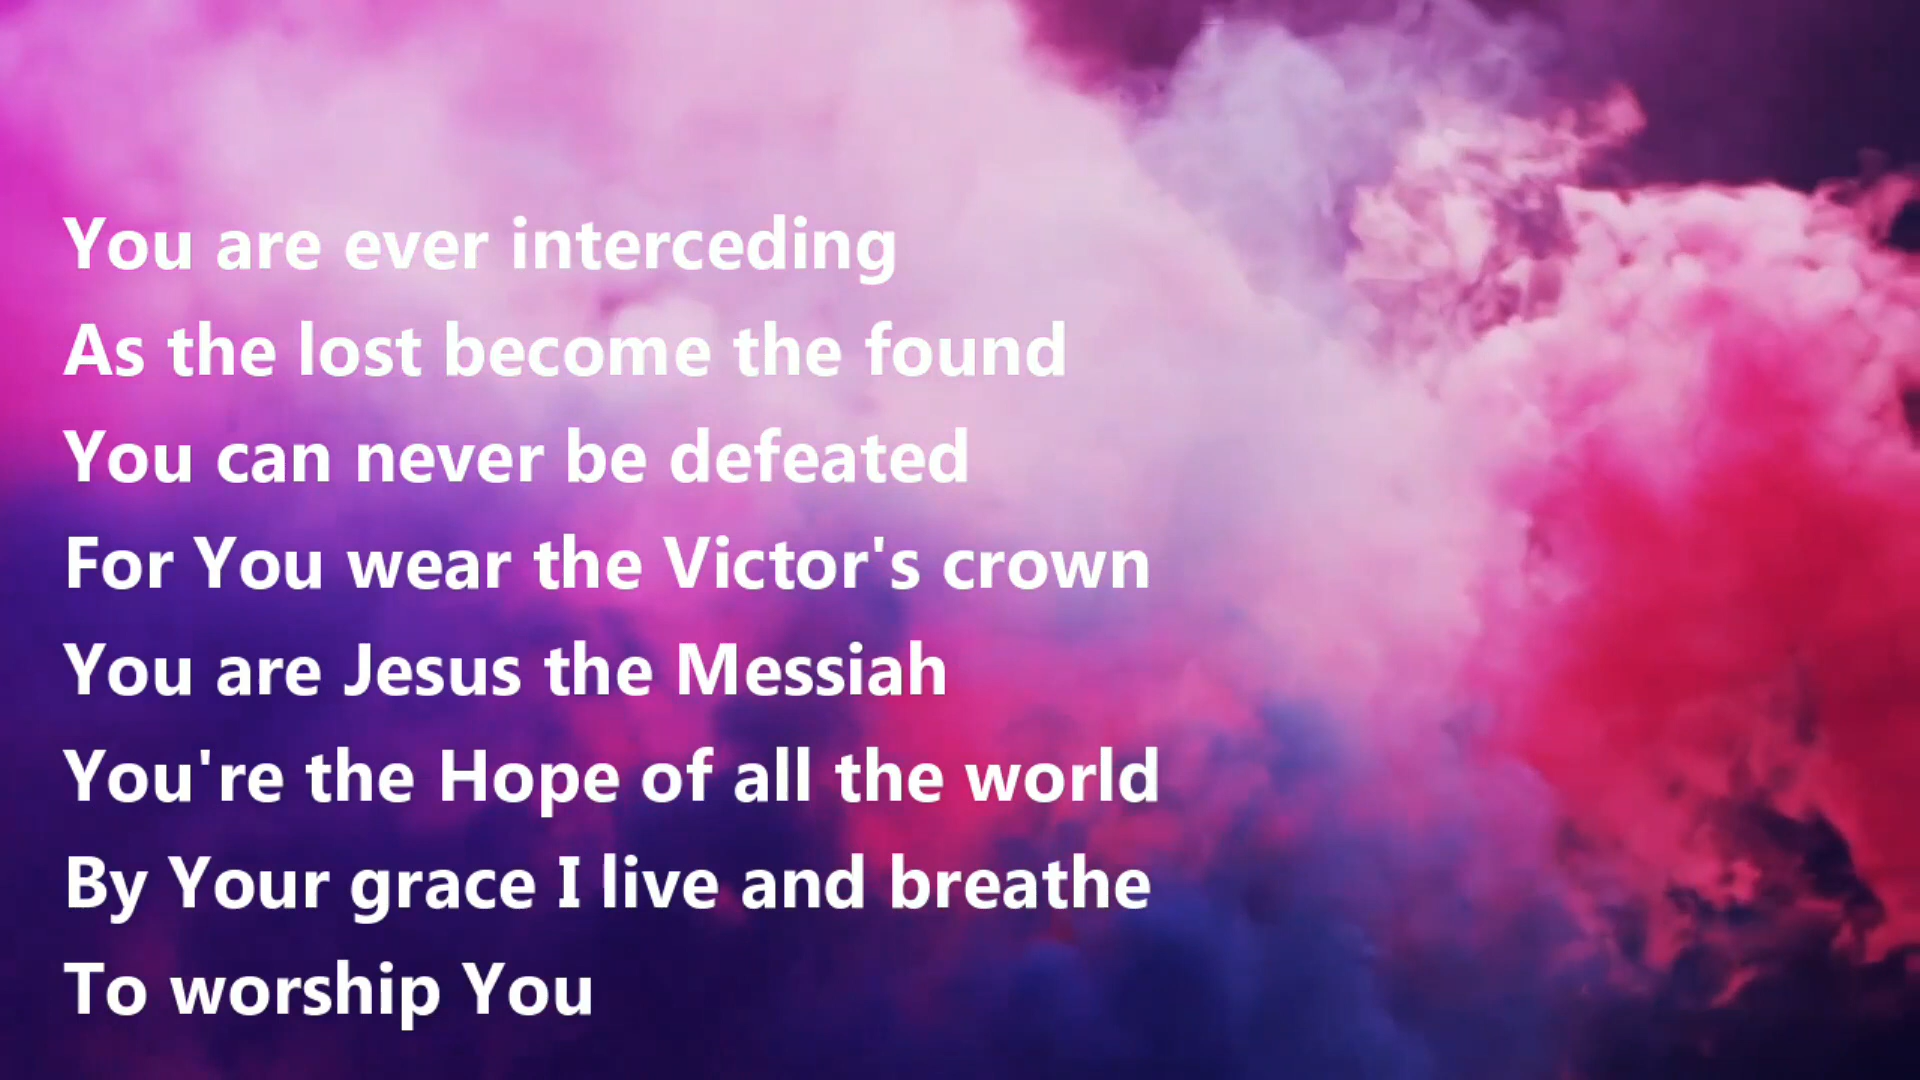 You are ever interceding
As the lost become the found
You can never be defeated
For You wear the Victor's crown
You are Jesus the Messiah
You're the Hope of all the world
By Your grace I live and breathe
To worship You